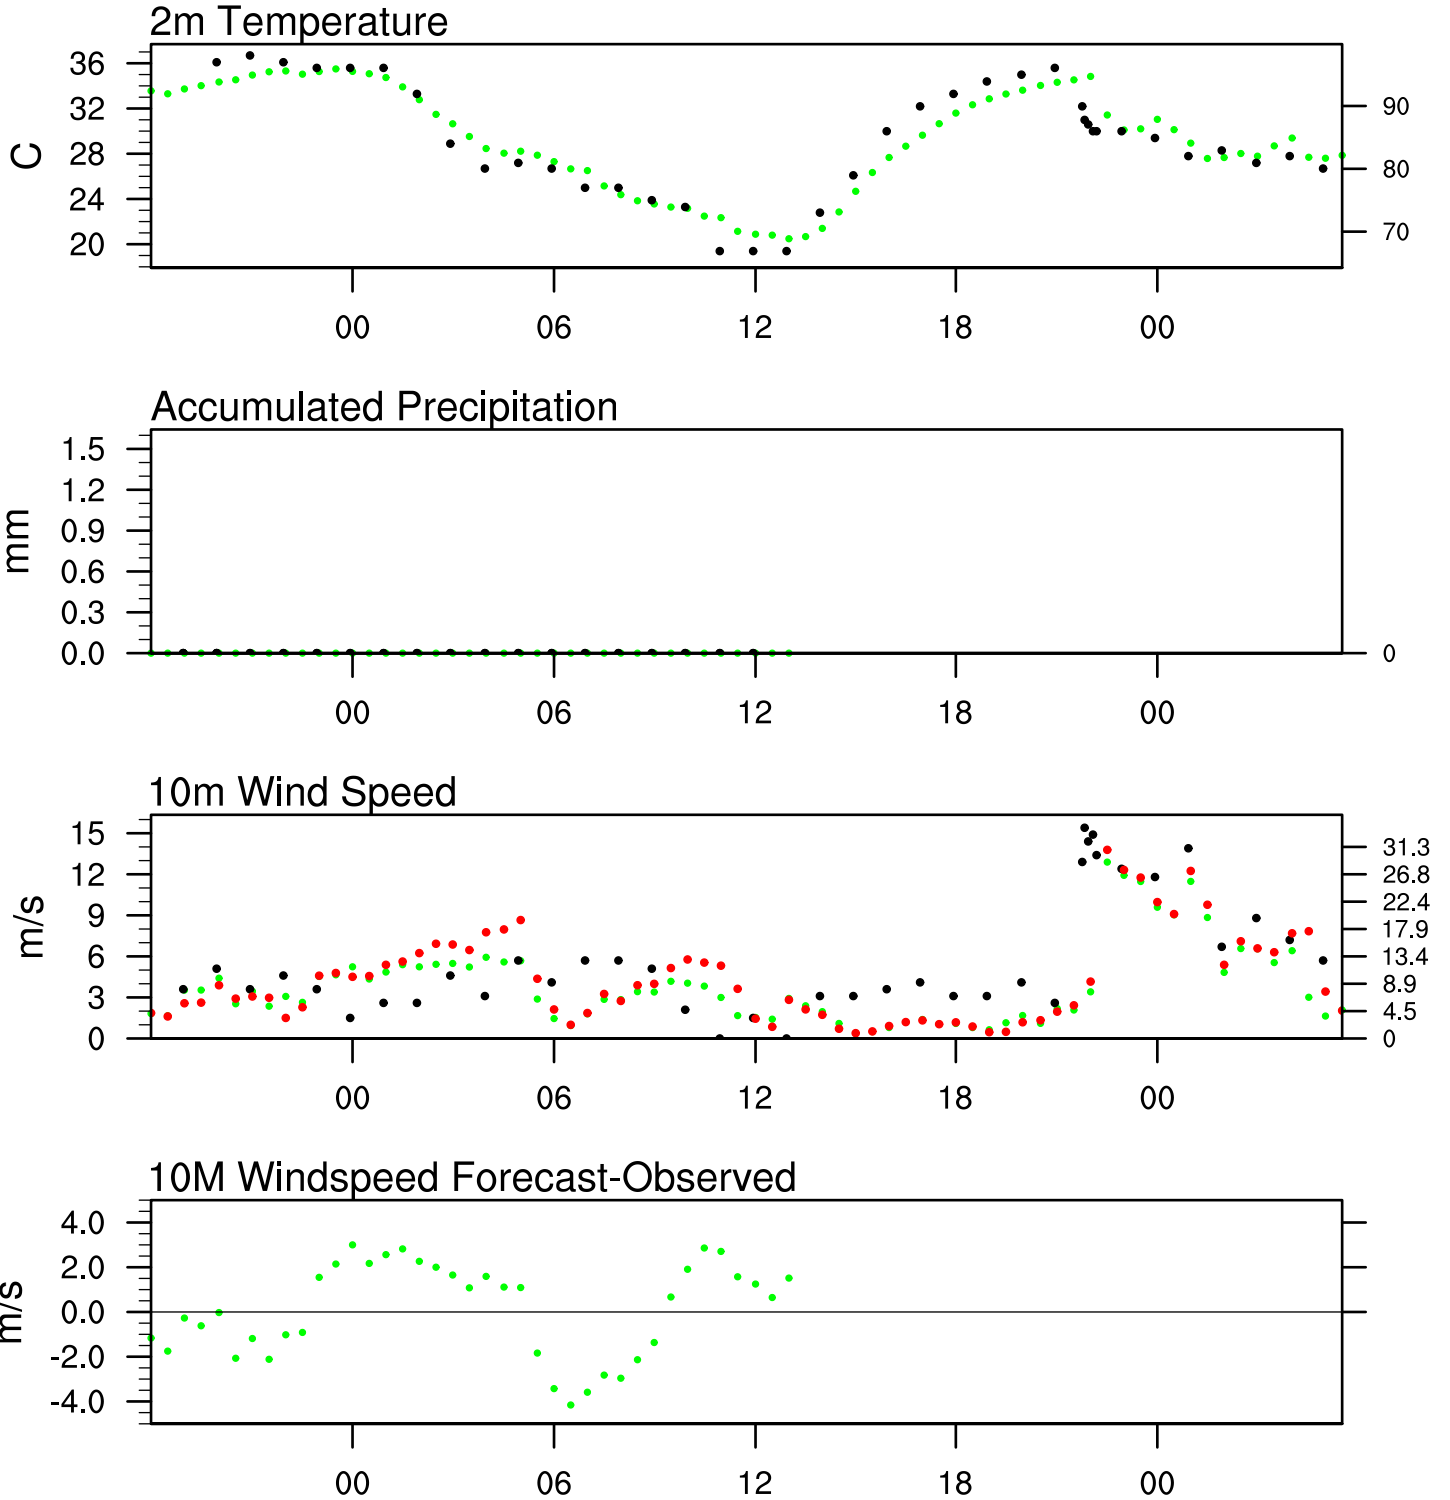 2m Temperature
36
32
28
24
20
C
90
80
70
00 06 12 18 00
Accumulated Precipitation
1.5
1.2
0.9
0.6
0.3
0.0
mm
0
00 06 12 18 00
10m Wind Speed
15
12
9
6
3
0
m/s
31.3
26.8
22.4
17.9
13.4
8.9
4.5
0
00 06 12 18 00
10M Windspeed Forecast-Observed
4.0
2.0
0.0
-2.0
-4.0
m/s
00 06 12 18 00